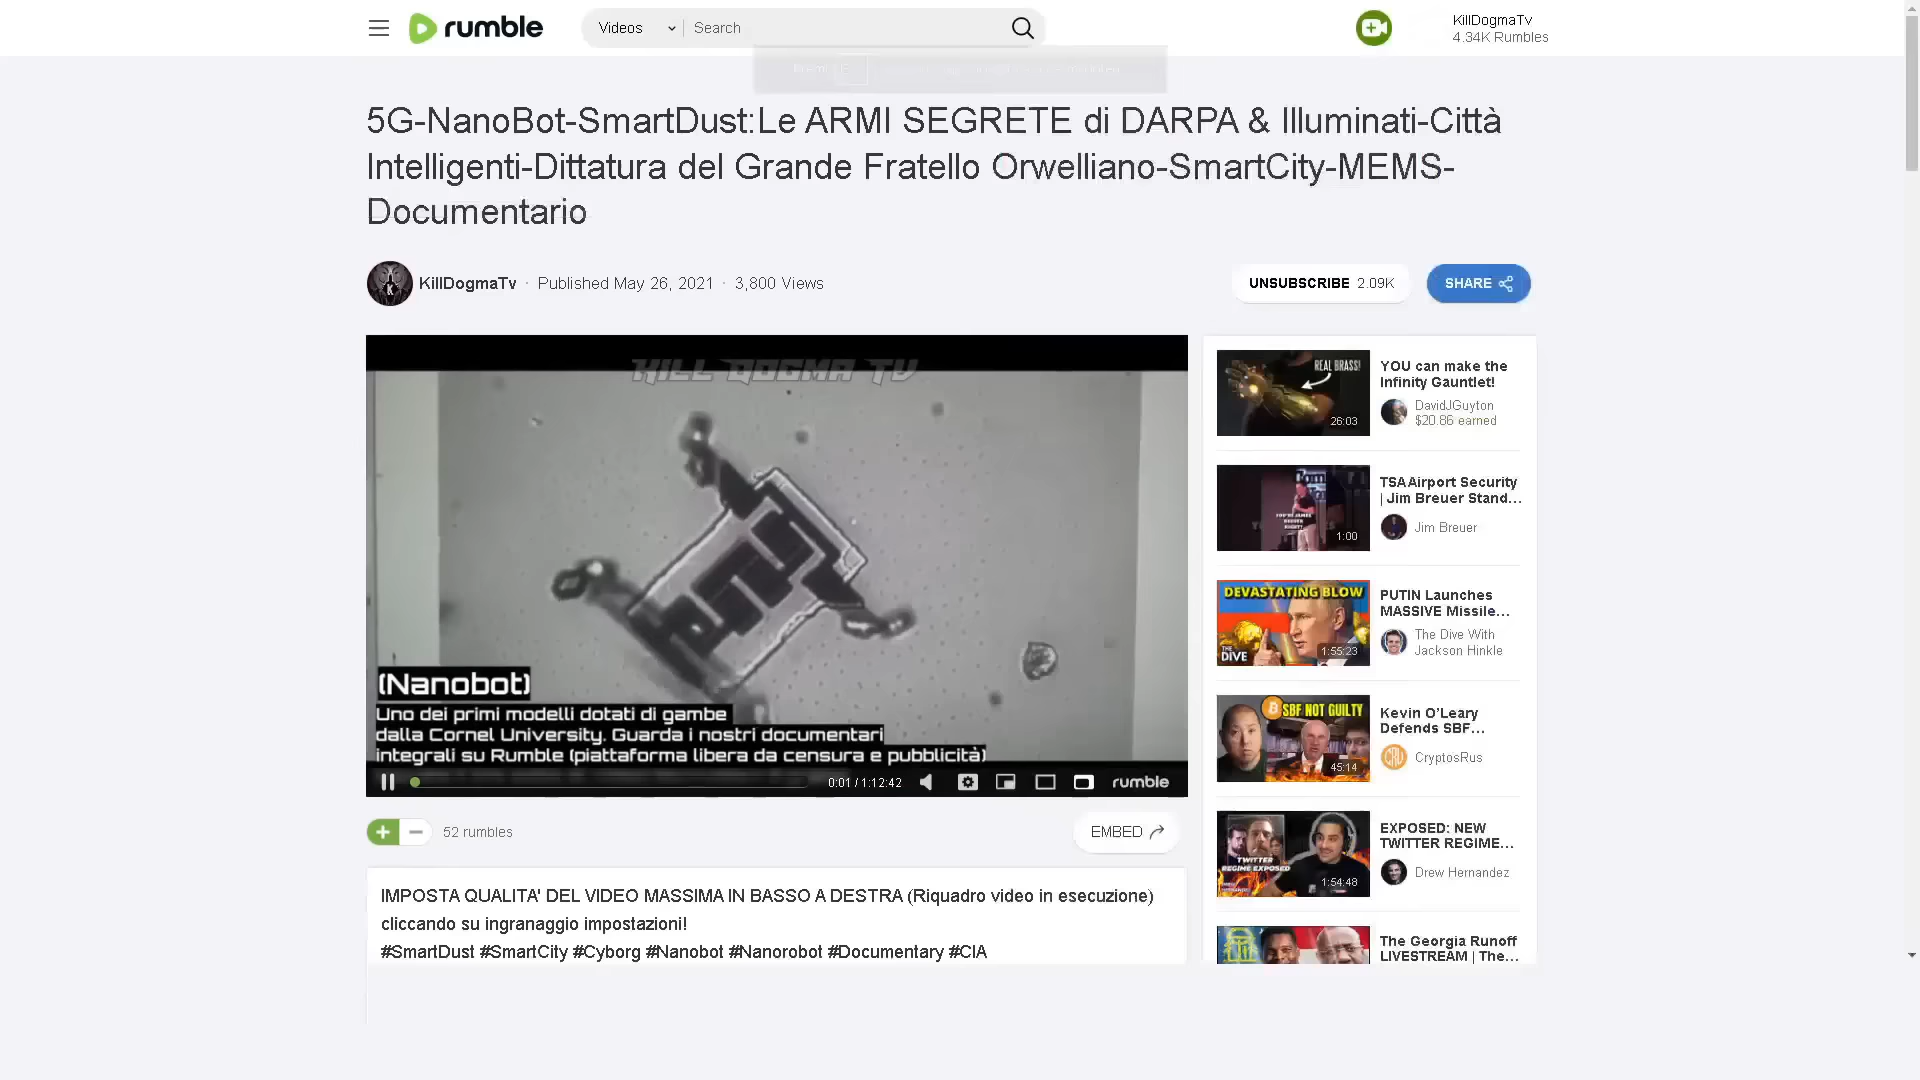 rumble
Videos
Search
KillDogmaTv
4.34K Rumbles
5G-NanoBot-SmartDust:Le ARMI SEGRETE di DARPA & Illuminati-Città
Intelligenti-Dittatura del Grande Fratello Orwelliano-SmartCity-MEMS-
Documentario
KillDogmaTv · Published May 26, 2021 · 3,800 Views
UNSUBSCRIBE 2.09K
SHARE
KILL DOGMA TV
(Nanobot)
Uno dei primi modelli dotati di gambe
dalla Cornel University. Guarda i nostri documentari
integrali su Rumble (piattaforma libera da censura e pubblicità)
0:01 / 1:12:42
rumble
52 rumbles
EMBED
IMPOSTA QUALITA' DEL VIDEO MASSIMA IN BASSO A DESTRA (Riquadro video in esecuzione)
cliccando su ingranaggio impostazioni!
#SmartDust #SmartCity #Cyborg #Nanobot #Nanorobot #Documentary #CIA
REAL BRASS!
26:03
YOU can make the
Infinity Gauntlet!
DavidJGuyton
$20.86 earned
1:00
TSA Airport Security
| Jim Breuer Stand...
Jim Breuer
DEVASTATING BLOW
THE
DIVE
1:55:23
PUTIN Launches
MASSIVE Missile...
The Dive With
Jackson Hinkle
SBF NOT GUILTY
45:14
Kevin O'Leary
Defends SBF...
CRU
CryptosRus
TWITTER
REGIME EXPOSED
1:54:48
EXPOSED: NEW
TWITTER REGIME...
Drew Hernandez
The Georgia Runoff
LIVESTREAM | The...